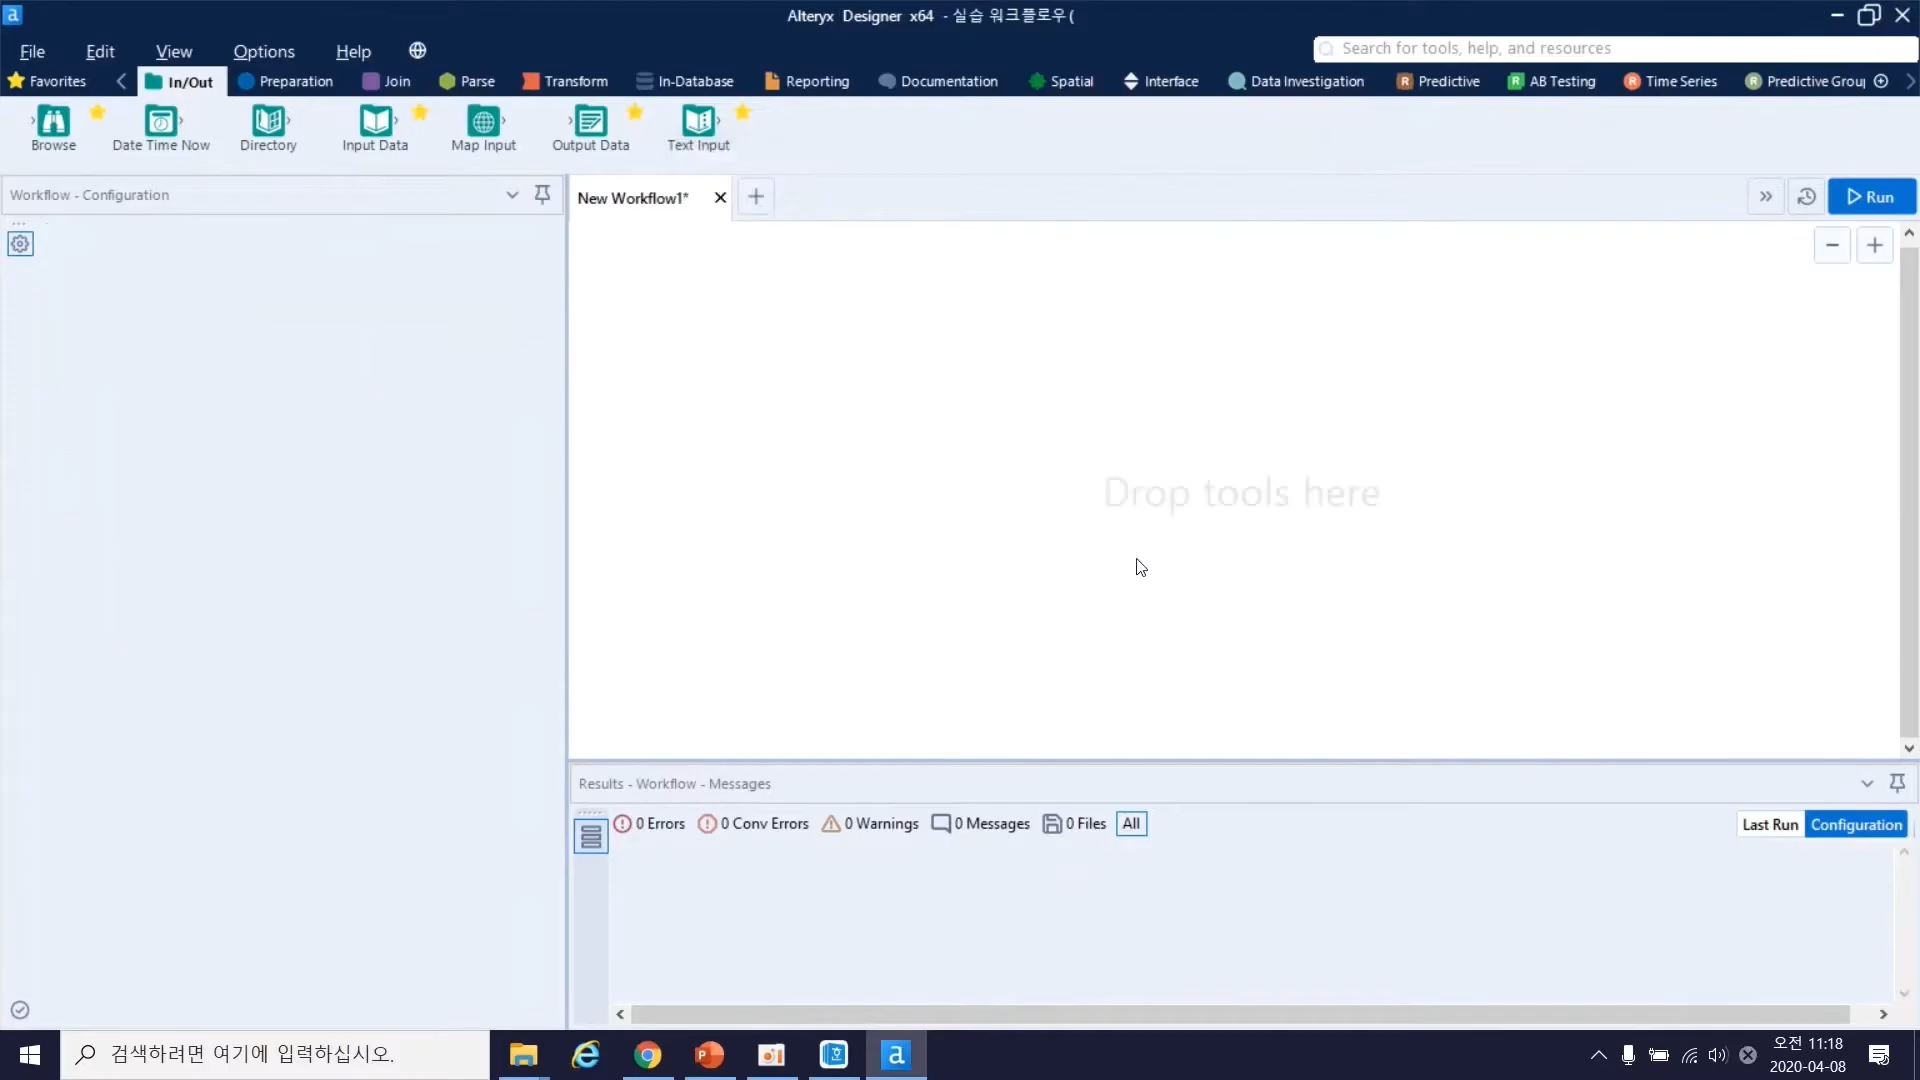 a
Alteryx Designer x64 - 실습 워크플로우(
File Edit View Options Help
Search for tools, help, and resources
Favorites In/Out Preparation Join Parse Transform In-Database Reporting Documentation Spatial Interface Data Investigation R Predictive R AB Testing R Time Series R Predictive Grou
Browse Date Time Now Directory Input Data Map Input Output Data Text Input
Workflow - Configuration
New Workflow1*
Run
Drop tools here
Results - Workflow - Messages
0 Errors 0 Conv Errors 0 Warnings 0 Messages 0 Files All
Last Run Configuration
검색하려면 여기에 입력하십시오.
오전 11:18
2020-04-08